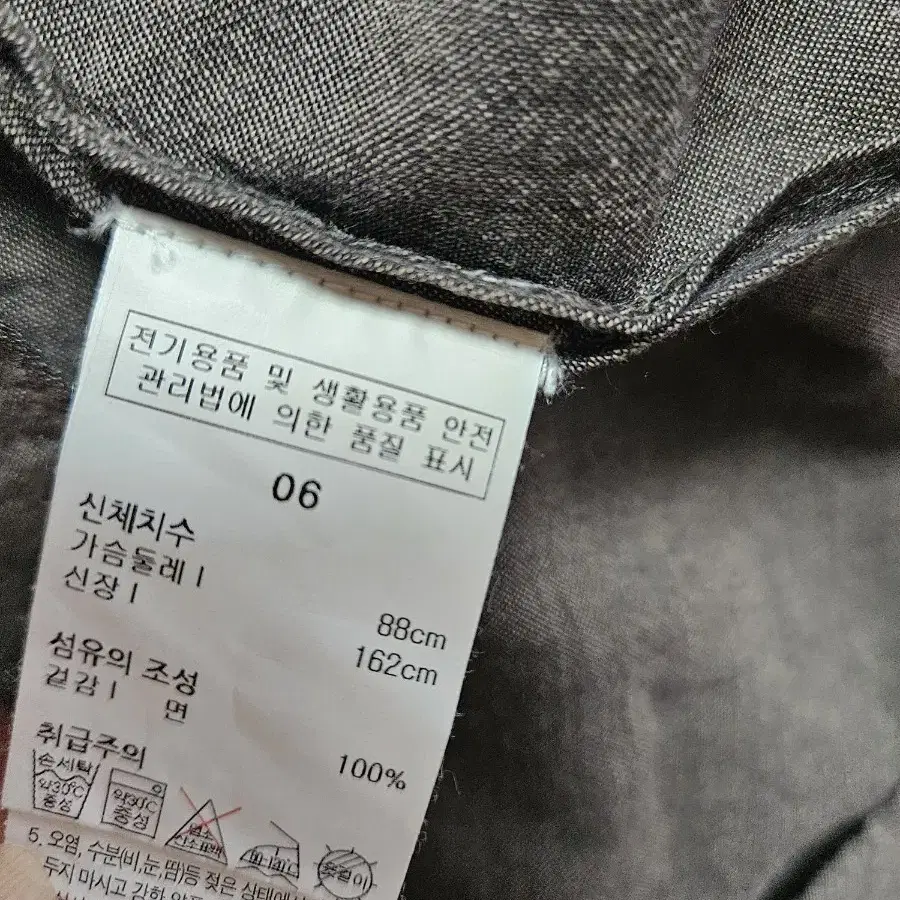 전기용품 및 생활용품 안전
관리법에 의한 품질 표시
06
신체치수
가슴둘레 | 88cm
신장 | 162cm
섬유의 조성
겉감 | 면 100%
취급주의
손세탁
약30℃
중성
약30℃
중성
옷걸이
5. 오염, 수분(비,눈,땀)등 젖은 상태에서
두지 마시고 강한